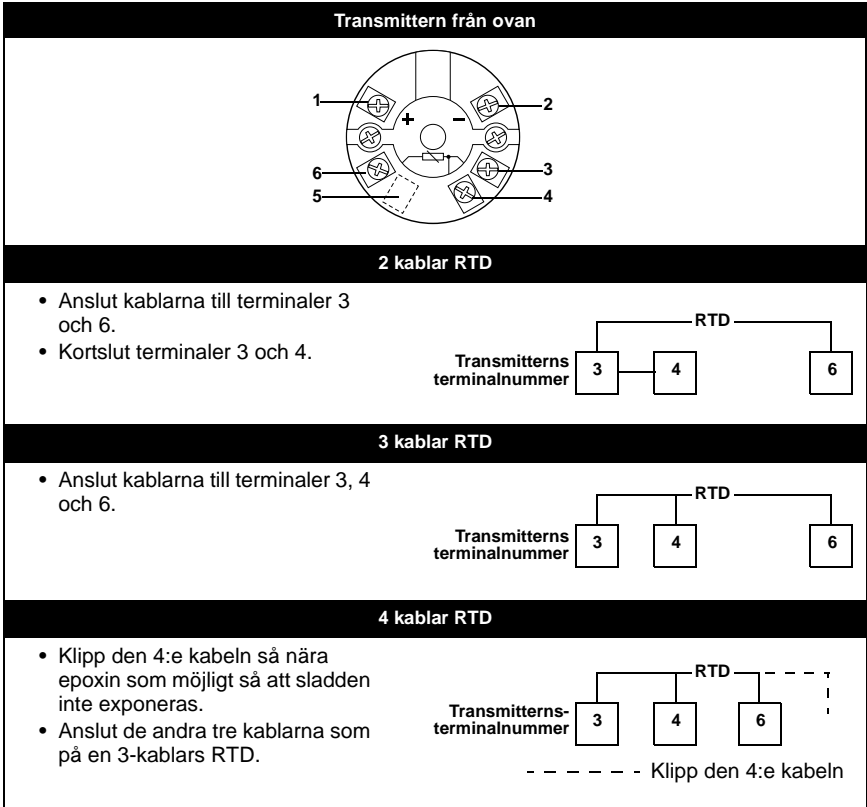 Transmittern från ovan
1
2
+
−
6
3
5
4
2 kablar RTD
• Anslut kablarna till terminaler 3
och 6.
• Kortslut terminaler 3 och 4.
RTD
Transmitterns
terminalnummer
3
4
6
3 kablar RTD
• Anslut kablarna till terminaler 3, 4
och 6.
RTD
Transmitterns
terminalnummer
3
4
6
4 kablar RTD
• Klipp den 4:e kabeln så nära
epoxin som möjligt så att sladden
inte exponeras.
• Anslut de andra tre kablarna som
på en 3-kablars RTD.
RTD
Transmitterns-
terminalnummer
3
4
6
Klipp den 4:e kabeln